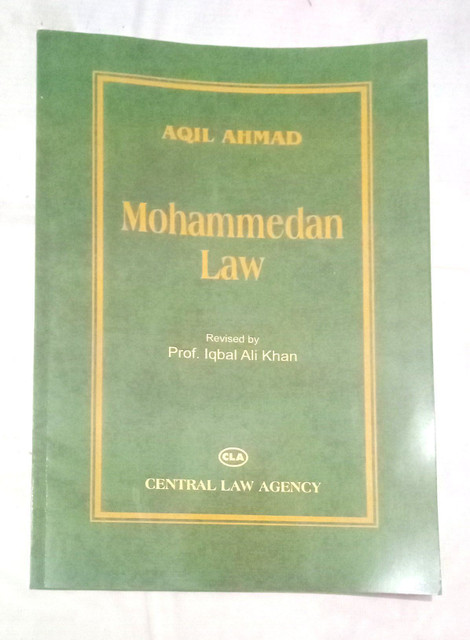 AQIL AHMAD
Mohammedan
Law
Revised by
Prof. Iqbal Ali Khan
CLA
CENTRAL LAW AGENCY